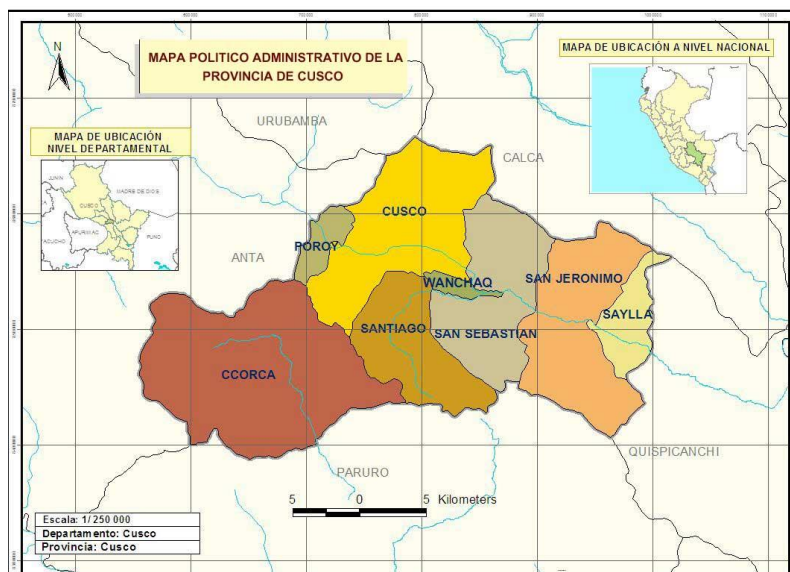 N
MAPA POLITICO ADMINISTRATIVO DE LA
PROVINCIA DE CUSCO
MAPA DE UBICACIÓN A NIVEL NACIONAL
URUBAMBA
MAPA DE UBICACIÓN
NIVEL DEPARTAMENTAL
CALCA
JUNIN
MADRE DE DIOS
CUSCO
APURIMAC
PUNO
CUSCO
POROY
ANTA
WANCHAQ
SAN JERONIMO
SAYLLA
SANTIAGO
SAN SEBASTIAN
CCORCA
QUISPICANCHI
PARURO
5 0 5 Kilometers
Escala: 1/ 250 000
Departamento: Cusco
Provincia: Cusco